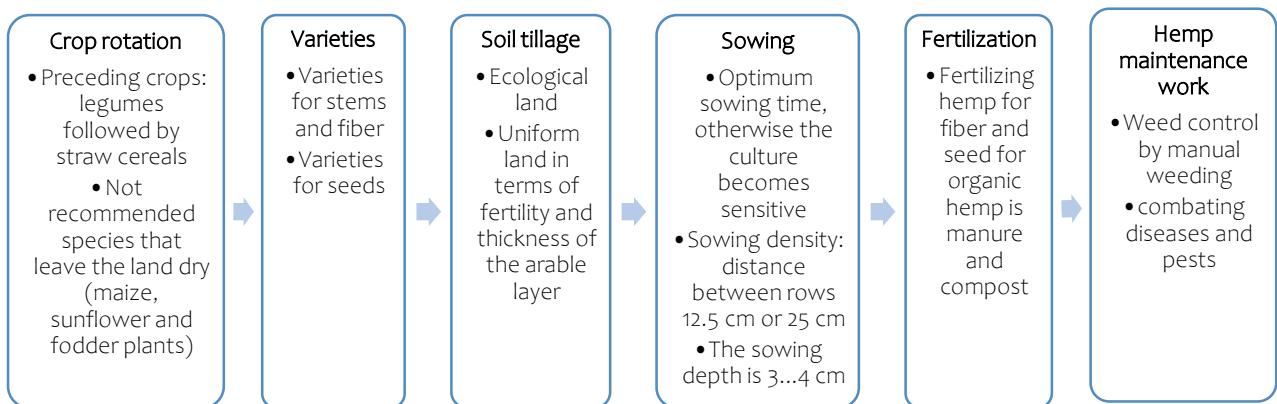 Crop rotation
•Preceding crops:
legumes
followed by
straw cereals
•Not
recommended
species that
leave the land dry
(maize,
sunflower and
fodder plants)
Varieties
•Varieties
for stems
and fiber
•Varieties
for seeds
Soil tillage
•Ecological
land
•Uniform
land in
terms of
fertility and
thickness of
the arable
layer
Sowing
•Optimum
sowing time,
otherwise the
culture
becomes
sensitive
•Sowing density:
distance
between rows
12.5 cm or 25 cm
•The sowing
depth is 3...4 cm
Fertilization
•Fertilizing
hemp for
fiber and
seed for
organic
hemp is
manure
and
compost
Hemp
maintenance
work
•Weed control
by manual
weeding
•combating
diseases and
pests